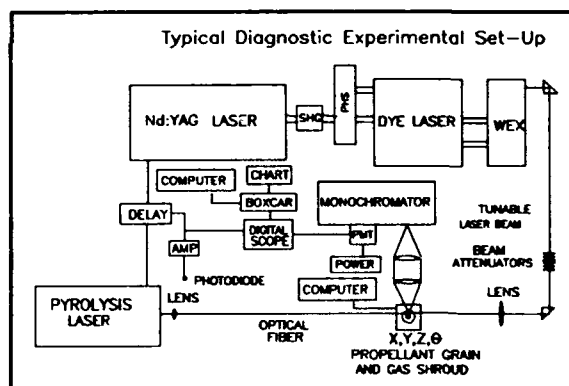 Typical Diagnostic Experimental Set-Up
Nd:YAG LASER
SHG
PHS
DYE LASER
WEX
COMPUTER
CHART
BOXCAR
MONOCHROMATOR
DELAY
DIGITAL
SCOPE
PMT
AMP
POWER
PHOTODIODE
COMPUTER
TUNABLE
LASER BEAM
BEAM
ATTENUATORS
PYROLYSIS
LASER
LENS
OPTICAL
FIBER
LENS
X,Y,Z,Θ
PROPELLANT GRAIN
AND GAS SHROUD